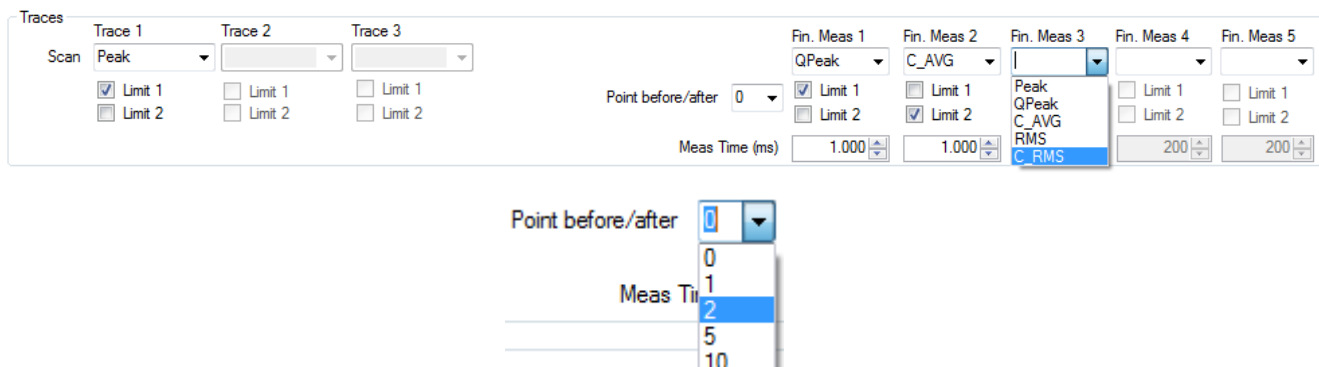 Traces
Trace 1 Trace 2 Trace 3 Fin. Meas 1 Fin. Meas 2 Fin. Meas 3 Fin. Meas 4 Fin. Meas 5
Scan Peak QPeak C_AVG
Limit 1 Limit 1 Limit 1 Point before/after 0 Limit 1 Limit 1 Peak Limit 1 Limit 1
QPeak
Limit 2 Limit 2 Limit 2 Limit 2 Limit 2 C_AVG Limit 2 Limit 2
RMS
Meas Time (ms) 1.000 1.000 C_RMS 200 200
Point before/after 0
0
Meas Ti 1
2
5
10